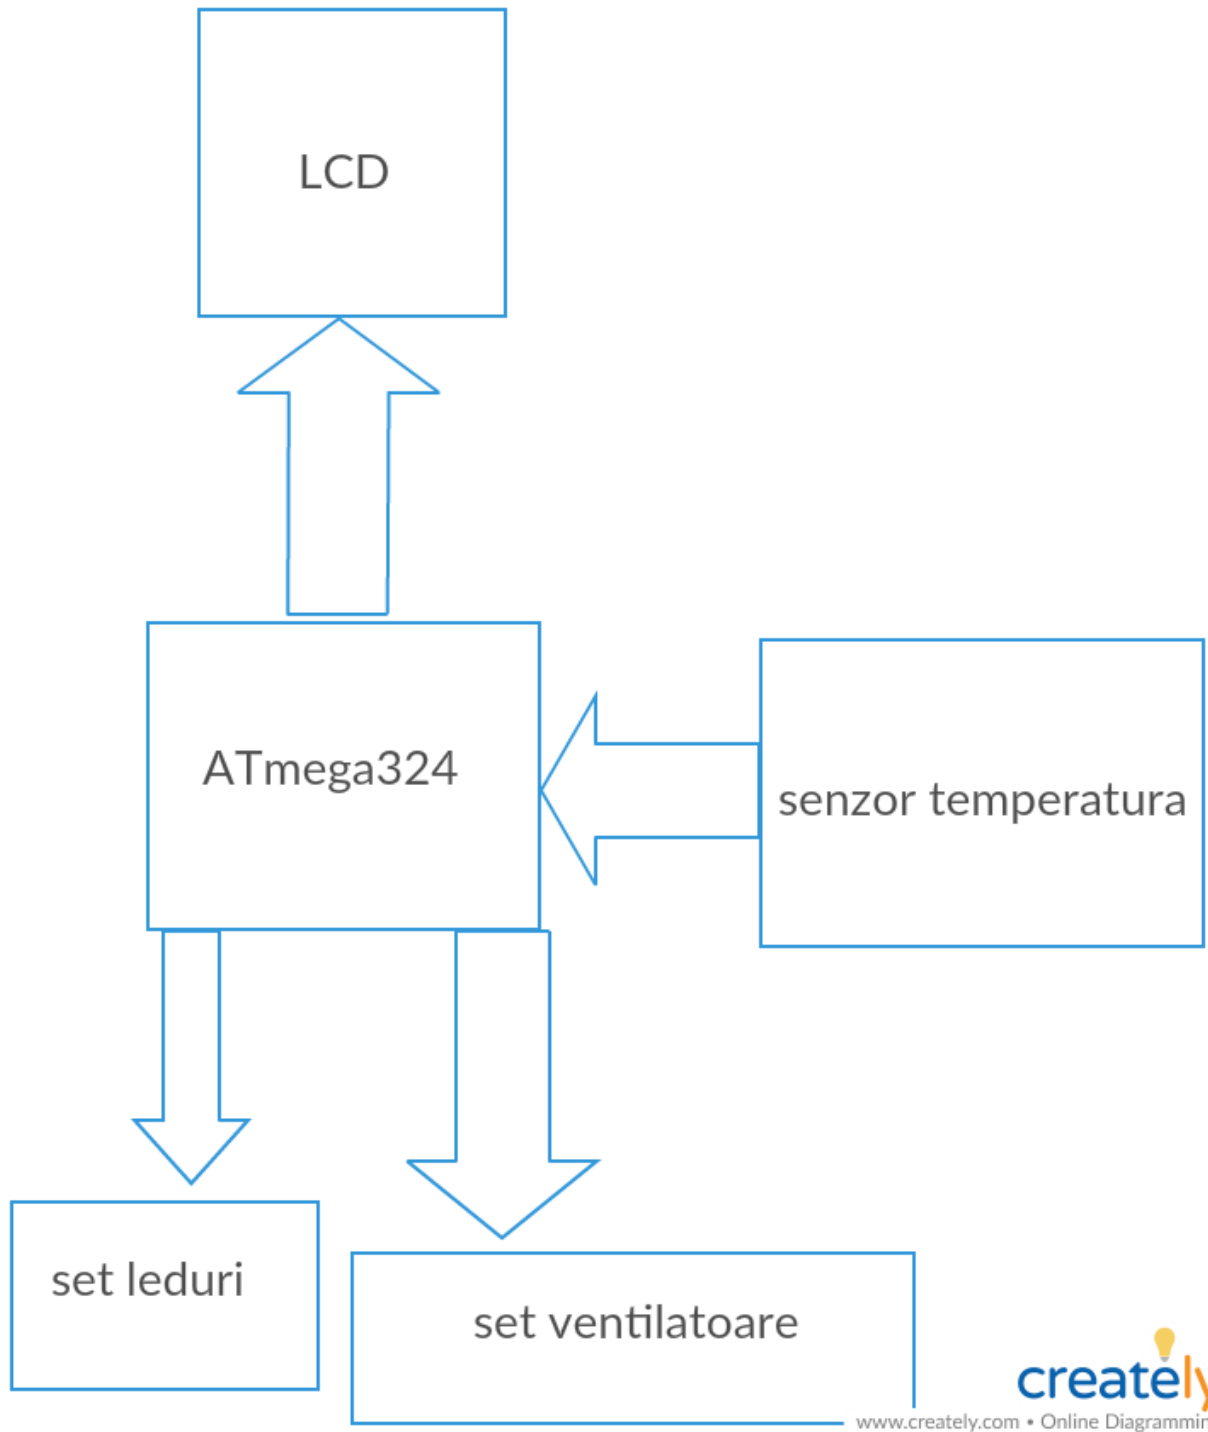 LCD
ATmega324
senzor temperatura
set leduri
set ventilatoare
creately
www.creately.com • Online Diagrammin